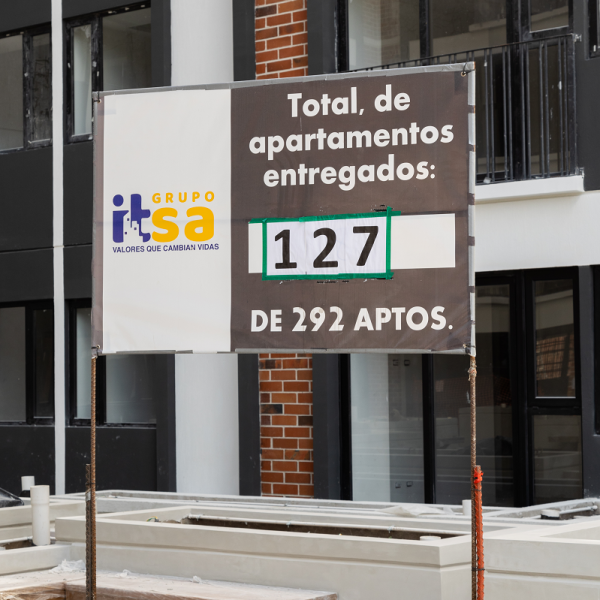 GRUPO
itsa
VALORES QUE CAMBIAN VIDAS
Total, de
apartamentos
entregados:
127
DE 292 APTOS.